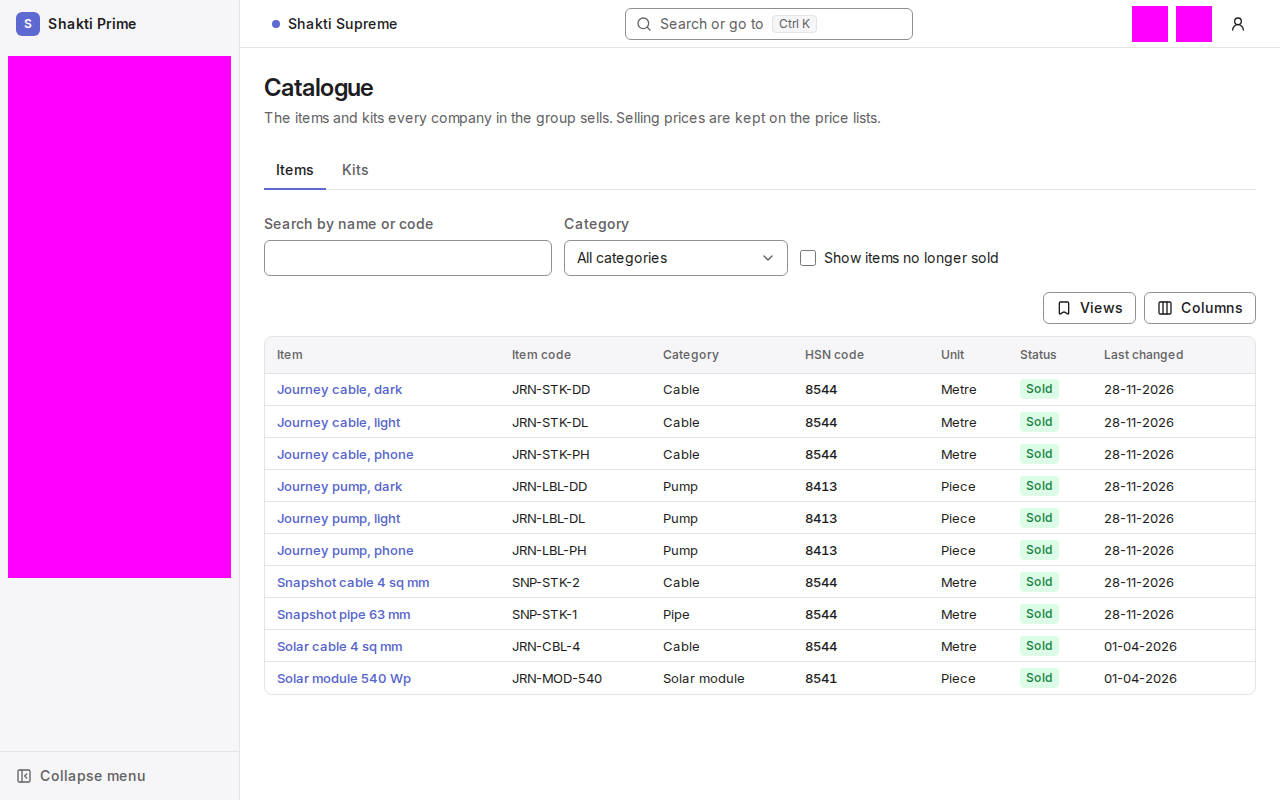 S Shakti Prime
Shakti Supreme
Search or go to Ctrl K
Catalogue
The items and kits every company in the group sells. Selling prices are kept on the price lists.
Items Kits
Search by name or code Category
All categories Show items no longer sold
Views Columns
Item Item code Category HSN code Unit Status Last changed
Journey cable, dark JRN-STK-DD Cable 8544 Metre Sold 28-11-2026
Journey cable, light JRN-STK-DL Cable 8544 Metre Sold 28-11-2026
Journey cable, phone JRN-STK-PH Cable 8544 Metre Sold 28-11-2026
Journey pump, dark JRN-LBL-DD Pump 8413 Piece Sold 28-11-2026
Journey pump, light JRN-LBL-DL Pump 8413 Piece Sold 28-11-2026
Journey pump, phone JRN-LBL-PH Pump 8413 Piece Sold 28-11-2026
Snapshot cable 4 sq mm SNP-STK-2 Cable 8544 Metre Sold 28-11-2026
Snapshot pipe 63 mm SNP-STK-1 Pipe 8544 Metre Sold 28-11-2026
Solar cable 4 sq mm JRN-CBL-4 Cable 8544 Metre Sold 01-04-2026
Solar module 540 Wp JRN-MOD-540 Solar module 8541 Piece Sold 01-04-2026
Collapse menu